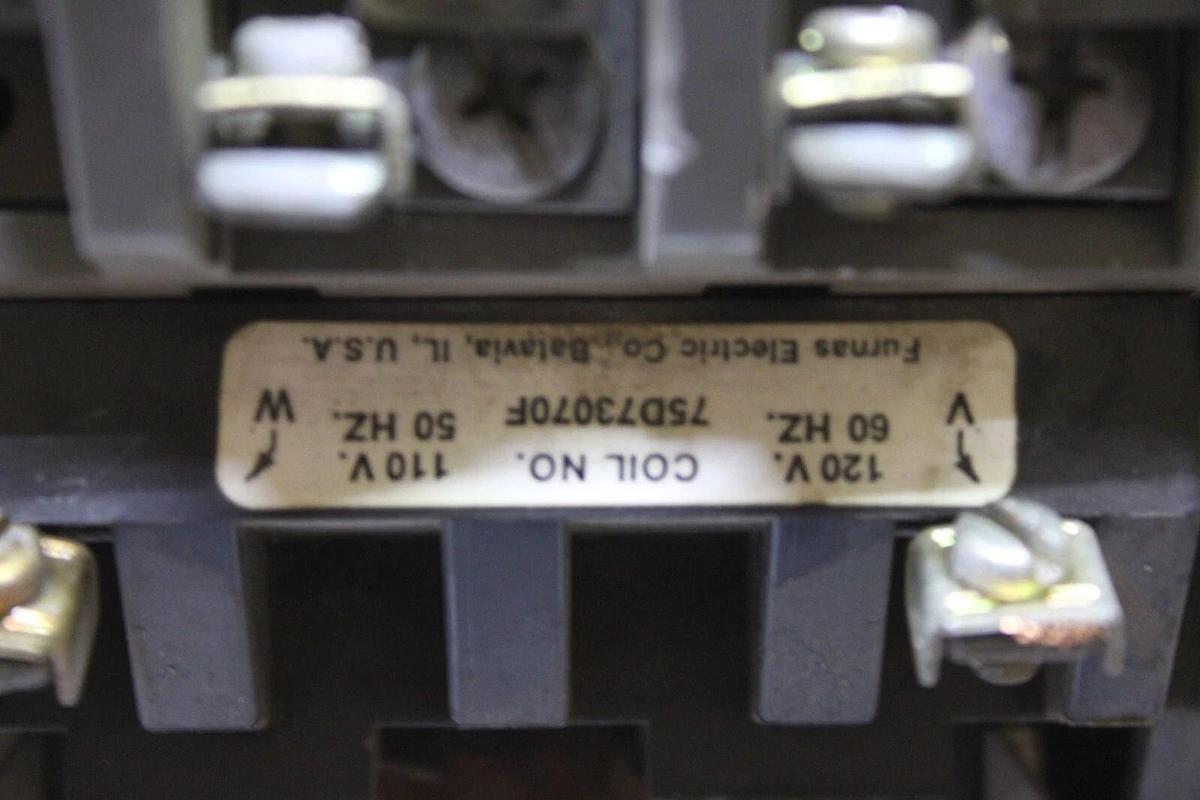 120 V. COIL NO. 110 V.
A 60 HZ. 75D73070F 50 HZ. M
Furnas Electric Co., Batavia, IL, U.S.A.